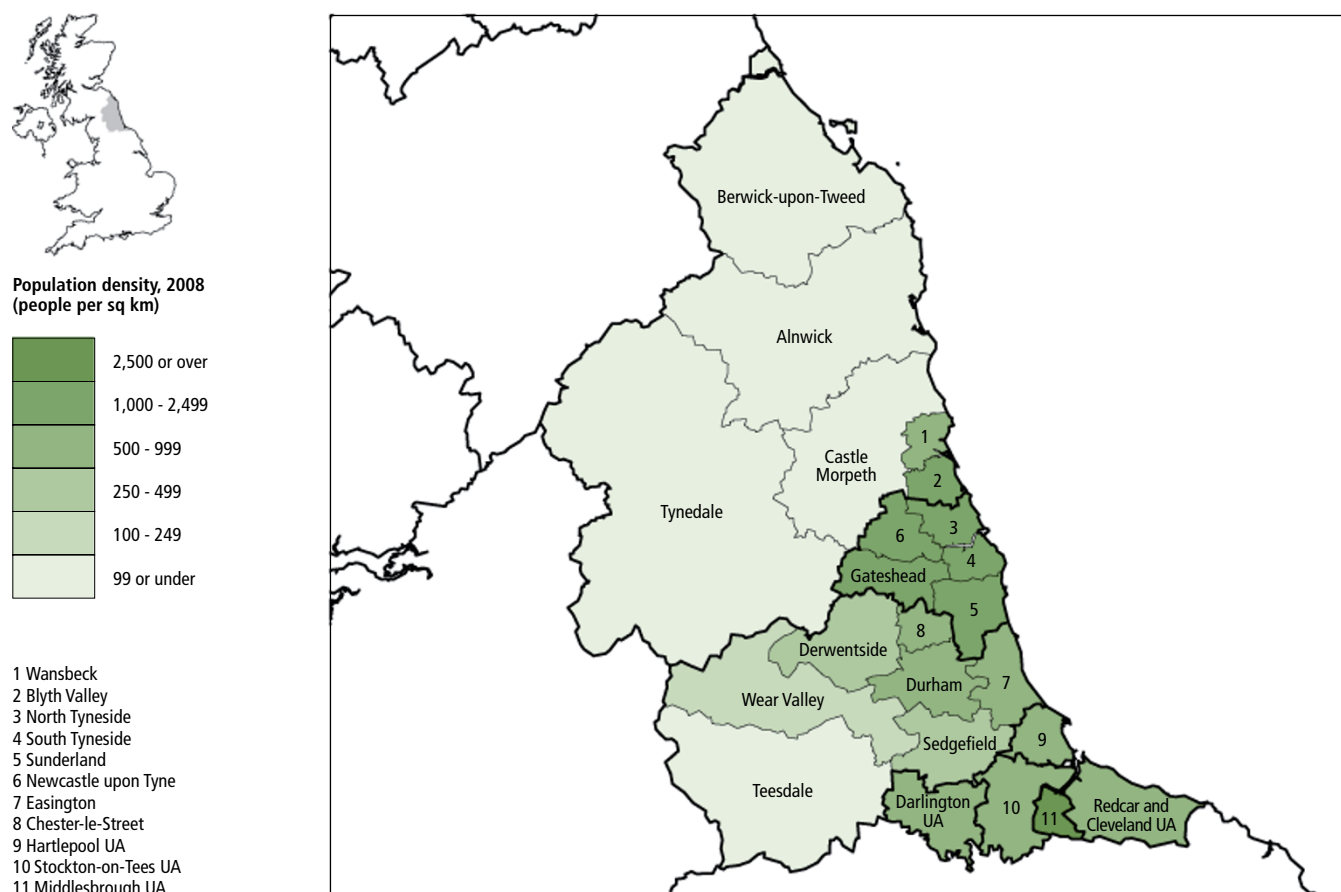 Population density, 2008
(people per sq km)
2,500 or over
1,000 - 2,499
500 - 999
250 - 499
100 - 249
99 or under
1 Wansbeck
2 Blyth Valley
3 North Tyneside
4 South Tyneside
5 Sunderland
6 Newcastle upon Tyne
7 Easington
8 Chester-le-Street
9 Hartlepool UA
10 Stockton-on-Tees UA
11 Middlesbrough UA
Berwick-upon-Tweed
Alnwick
Castle
Morpeth
1
2
Tynedale
3
6
4
Gateshead
5
8
Derwentside
7
Durham
Wear Valley
Sedgefield
9
Teesdale
Darlington
UA
10
11
Redcar and
Cleveland UA